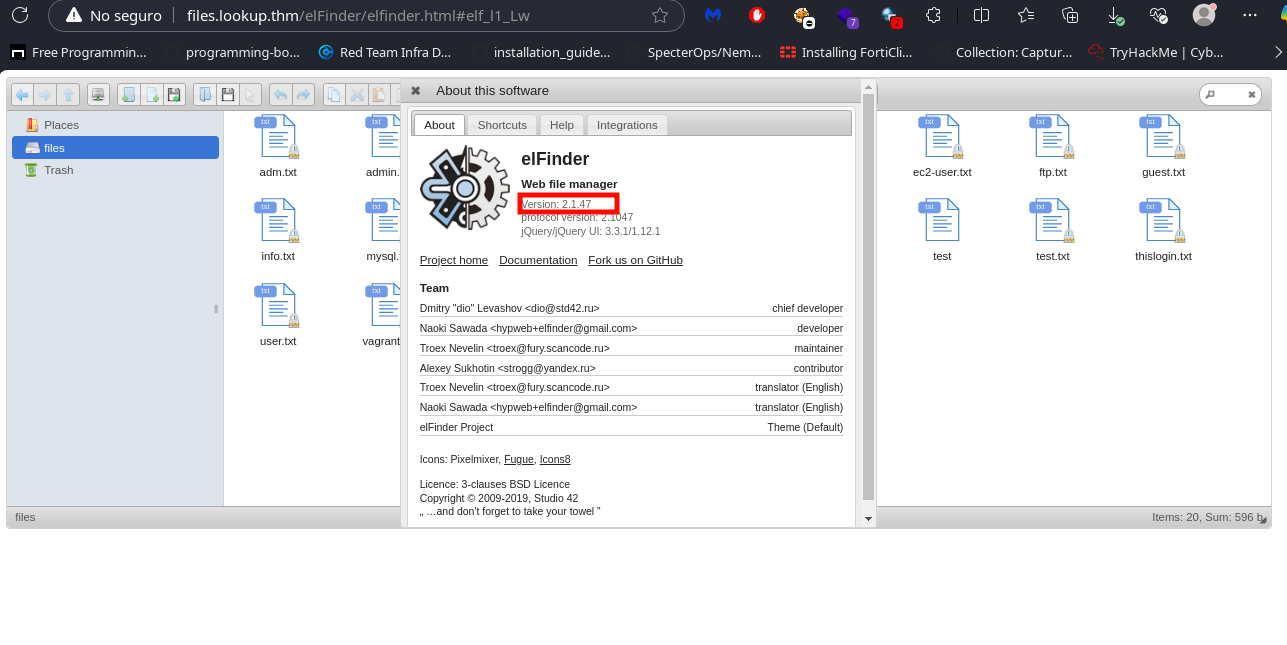 No seguro files.lookup.thm/elFinder/elfinder.html#elf_l1_Lw 7 2
Free Programmin... programming-bo... Red Team Infra D... installation_guide... SpecterOps/Nem... Installing FortiCli... Collection: Captur... TryHackMe | Cyb...
About this software
Places
files
Trash
About Shortcuts Help Integrations
elFinder
Web file manager
Version: 2.1.47
protocol version: 2.1047
jQuery/jQuery UI: 3.3.1/1.12.1
Project home Documentation Fork us on GitHub
Team
Dmitry "dio" Levashov <dio@std42.ru> chief developer
Naoki Sawada <hypweb+elfinder@gmail.com> developer
Troex Nevelin <troex@fury.scancode.ru> maintainer
Alexey Sukhotin <strogg@yandex.ru> contributor
Troex Nevelin <troex@fury.scancode.ru> translator (English)
Naoki Sawada <hypweb+elfinder@gmail.com> translator (English)
elFinder Project Theme (Default)
Icons: Pixelmixer, Fugue, Icons8
Licence: 3-clauses BSD Licence
Copyright © 2009-2019, Studio 42
„ …and don't forget to take your towel ”
txt txt txt txt txt
adm.txt admin. ec2-user.txt ftp.txt guest.txt
txt txt txt txt txt
info.txt mysql. test test.txt thislogin.txt
txt txt
user.txt vagrant
files Items: 20, Sum: 596 b